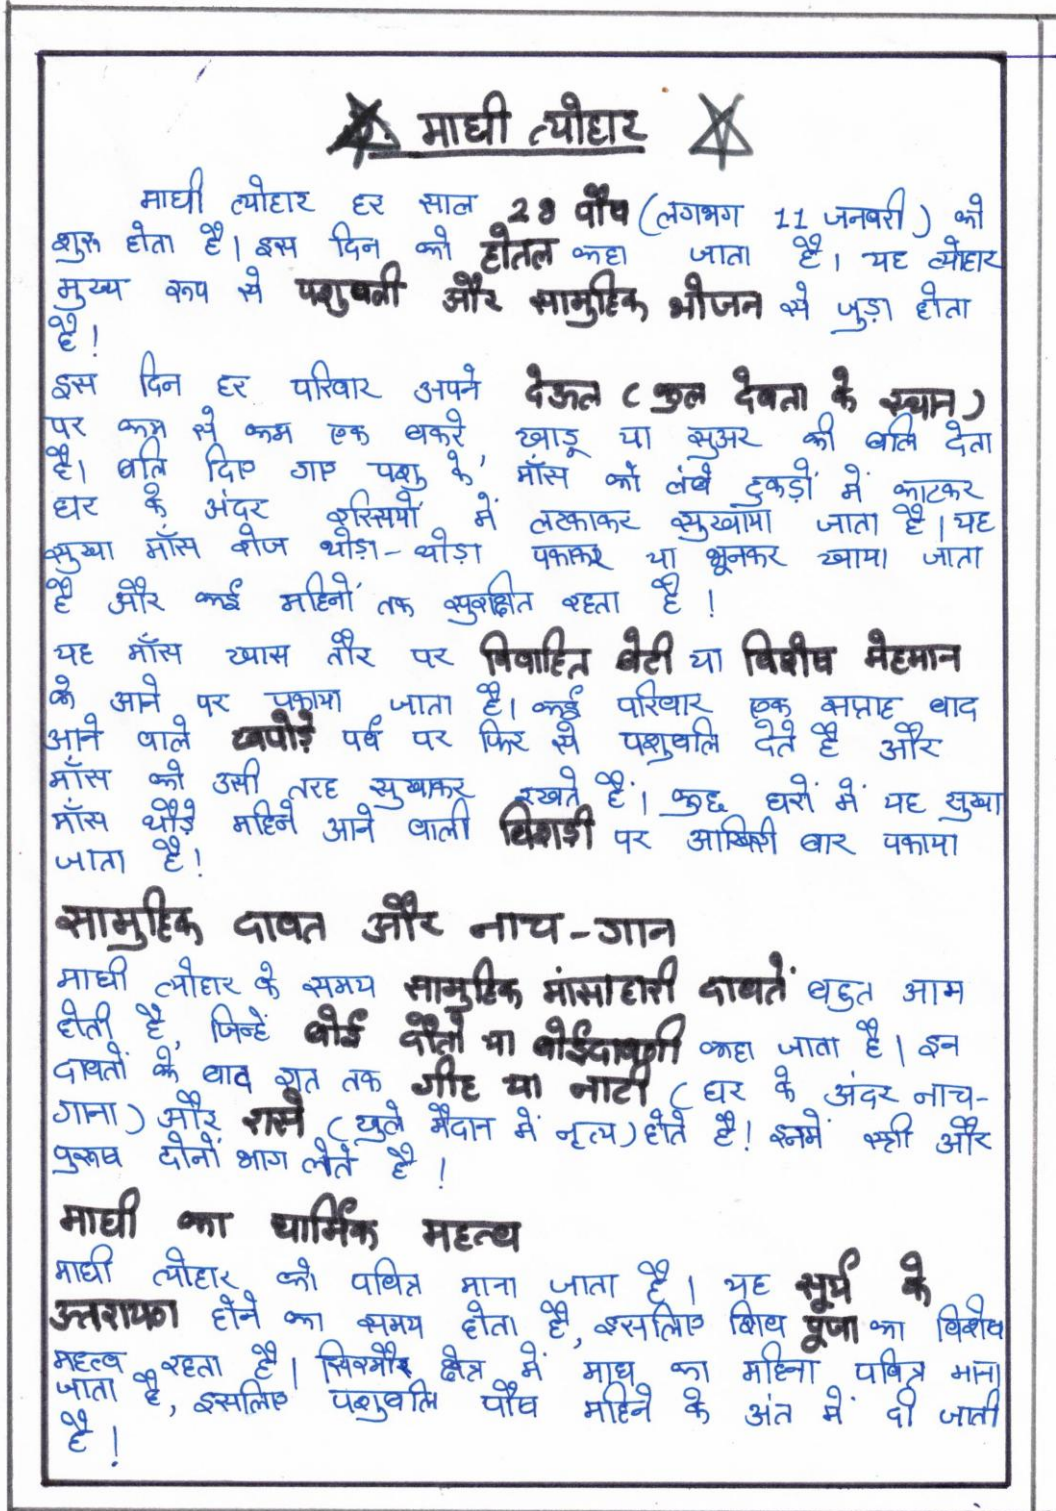 माघी त्योहार
माघी त्योहार हर साल 28 पौष (लगभग 11 जनवरी) को
शुरू होता है। इस दिन को होतल कहा जाता है। यह त्योहार
मुख्य रूप से पशुबली और सामुहिक भोजन से जुड़ा होता
है!
इस दिन हर परिवार अपने देऊल (कुल देवता के स्थान)
पर कम से कम एक बकरे, खाडू या सुअर की बलि देता
है। बलि दिए गए पशु के माँस को लंबे टुकड़ों में काटकर
घर के अंदर रस्सियों में लटकाकर सुखाया जाता है। यह
सुखा माँस रोज थोड़ा-थोड़ा पकाकर या भूनकर खाया जाता
है और कई महिनों तक सुरक्षित रहता है!
यह माँस खास तौर पर विवाहित बेटी या विशेष मेहमान
के आने पर पकाया जाता है। कई परिवार एक सप्ताह बाद
आने वाले खपोड़े पर्व पर फिर से पशुबलि देते है और
माँस को उसी तरह सुखाकर रखते हैं। कुछ घरों में यह सुखा
माँस थौड़े महिने आने वाली बिशड़ी पर आखिरी बार पकाया
जाता है!
सामुहिक दावत और नाच-गान
माघी त्योहार के समय सामुहिक मांसाहारी दावतें बहुत आम
होती है, जिन्हें बोई दौतो या बोईदावणी कहा जाता है। इन
दावतों के बाद रात तक गीह या नाटी (घर के अंदर नाच-
गाना) और रासे (खुले मैदान में नृत्य) होते है! इनमें स्त्री और
पुरूष दोनों भाग लेते है!
माघी का धार्मिक महत्व
माघी त्योहार को पवित्र माना जाता है। यह सूर्य के
उत्तरायण होने का समय होता है, इसलिए शिव पूजा का विशेष
महत्व रहता है। सिरमौर क्षेत्र में माघ का महिना पवित्र माना
जाता है, इसलिए पशुबलि पौष महिने के अंत में दी जाती
है!